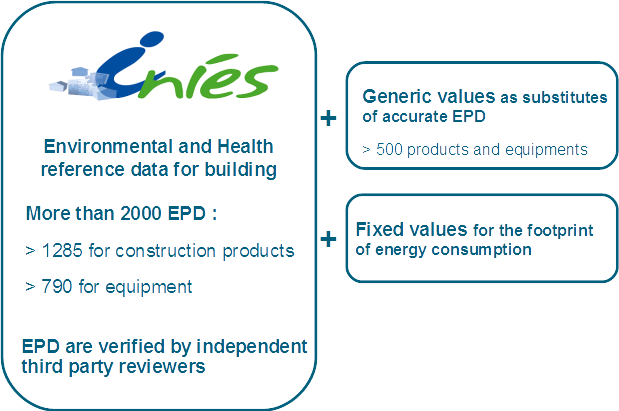 iniés
Environmental and Health
reference data for building
More than 2000 EPD :
> 1285 for construction products
> 790 for equipment
EPD are verified by independent
third party reviewers
+
Generic values as substitutes
of accurate EPD
> 500 products and equipments
+
Fixed values for the footprint
of energy consumption